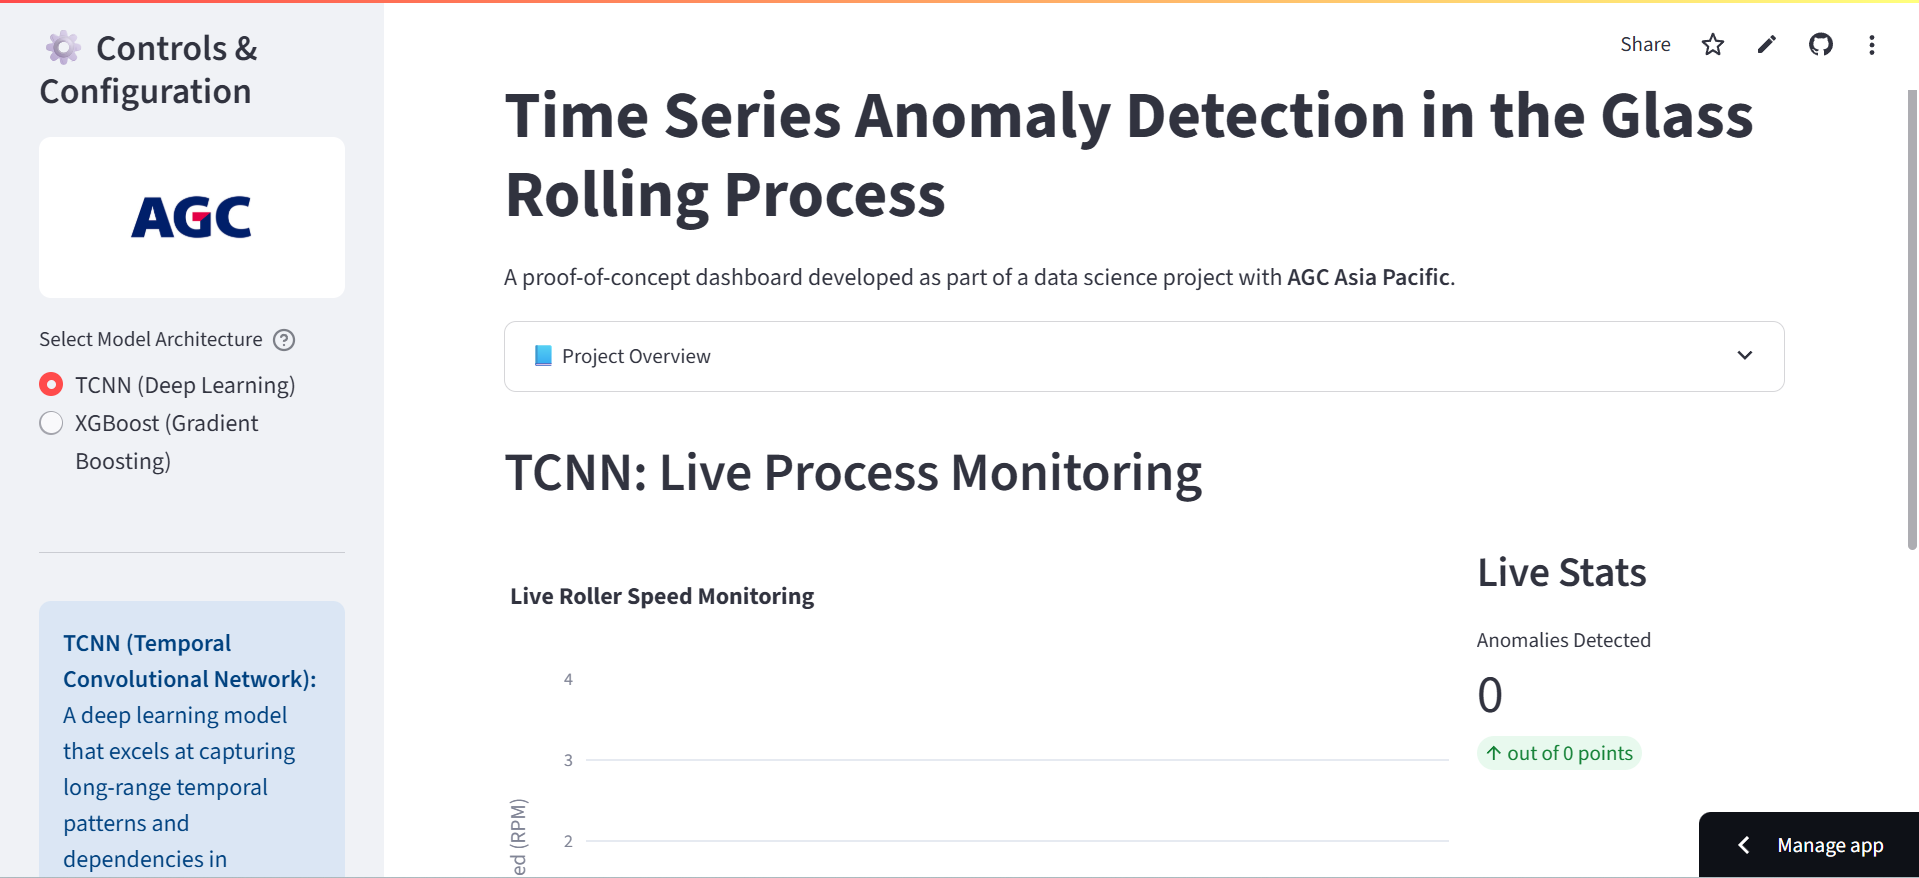 Controls &
Configuration
AGC
Select Model Architecture
TCNN (Deep Learning)
XGBoost (Gradient
Boosting)
TCNN (Temporal
Convolutional Network):
A deep learning model
that excels at capturing
long-range temporal
patterns and
dependencies in
Share
Time Series Anomaly Detection in the Glass
Rolling Process
A proof-of-concept dashboard developed as part of a data science project with AGC Asia Pacific.
Project Overview
TCNN: Live Process Monitoring
Live Roller Speed Monitoring
4
3
2
ed (RPM)
Live Stats
Anomalies Detected
0
↑ out of 0 points
Manage app